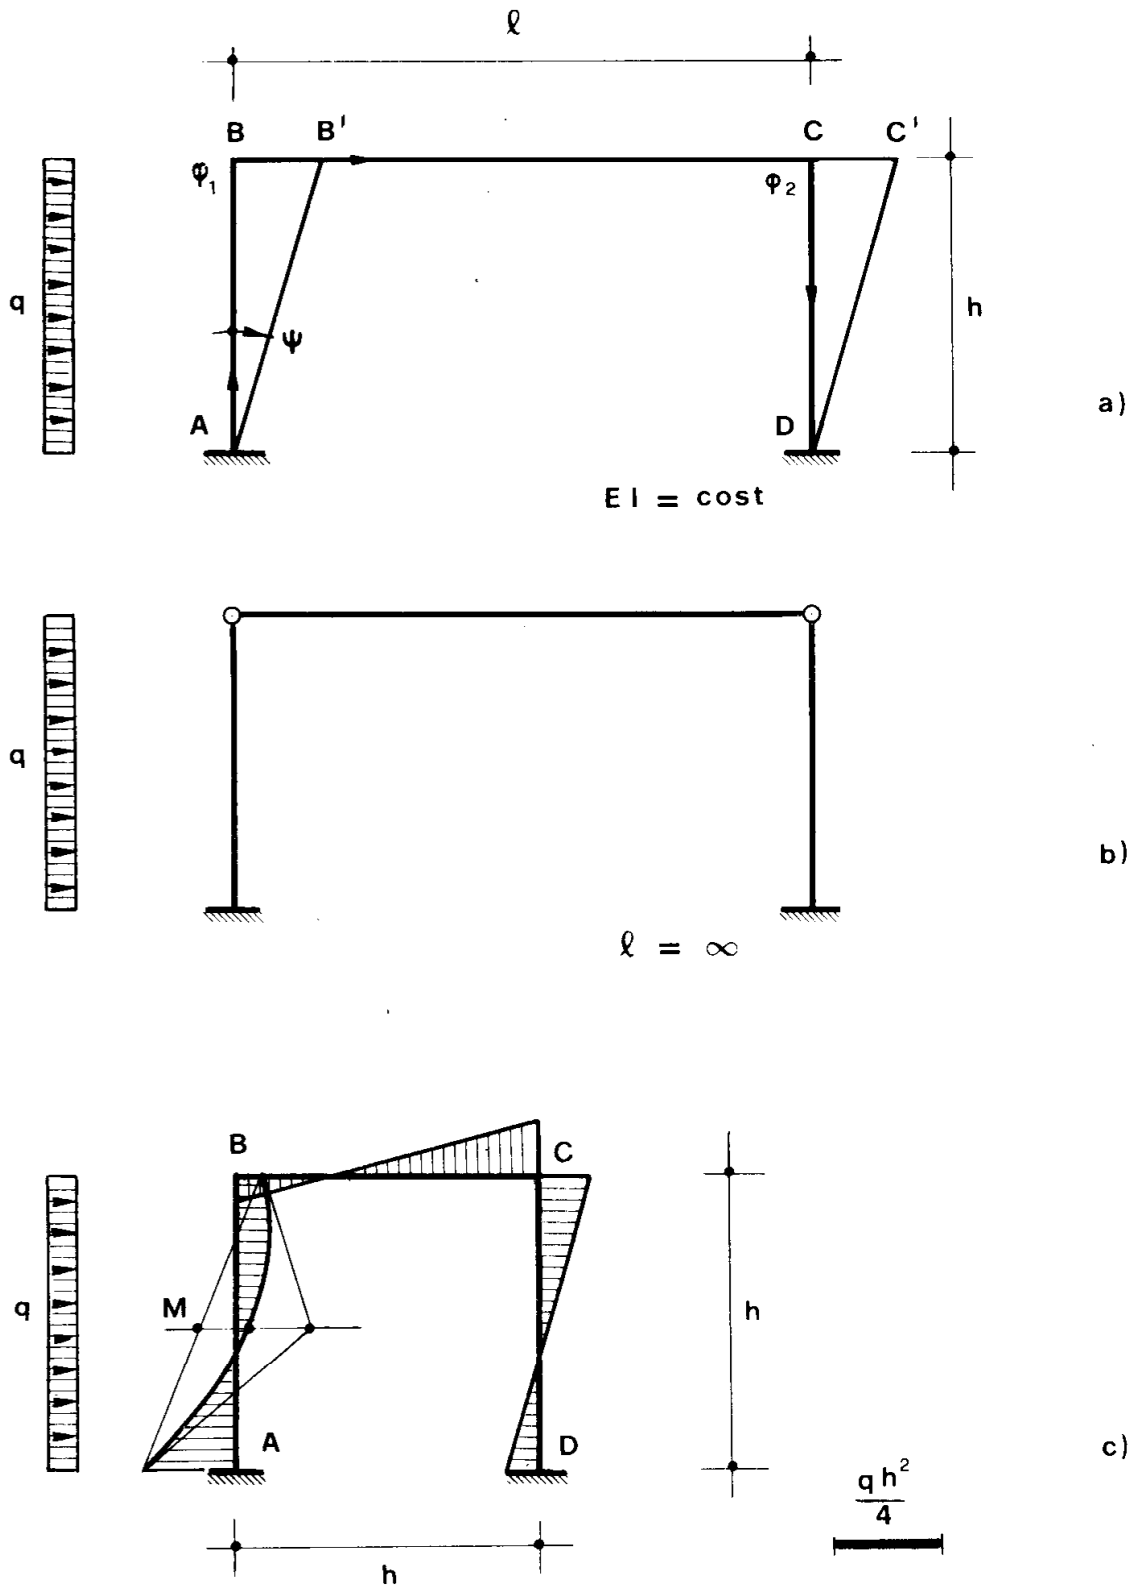 ℓ
B B' C C'
φ₁ φ₂
q h
ψ
a)
A D
EI = cost
q
b)
ℓ = ∞
B C
q M h
A D
c)
qh²/4
h